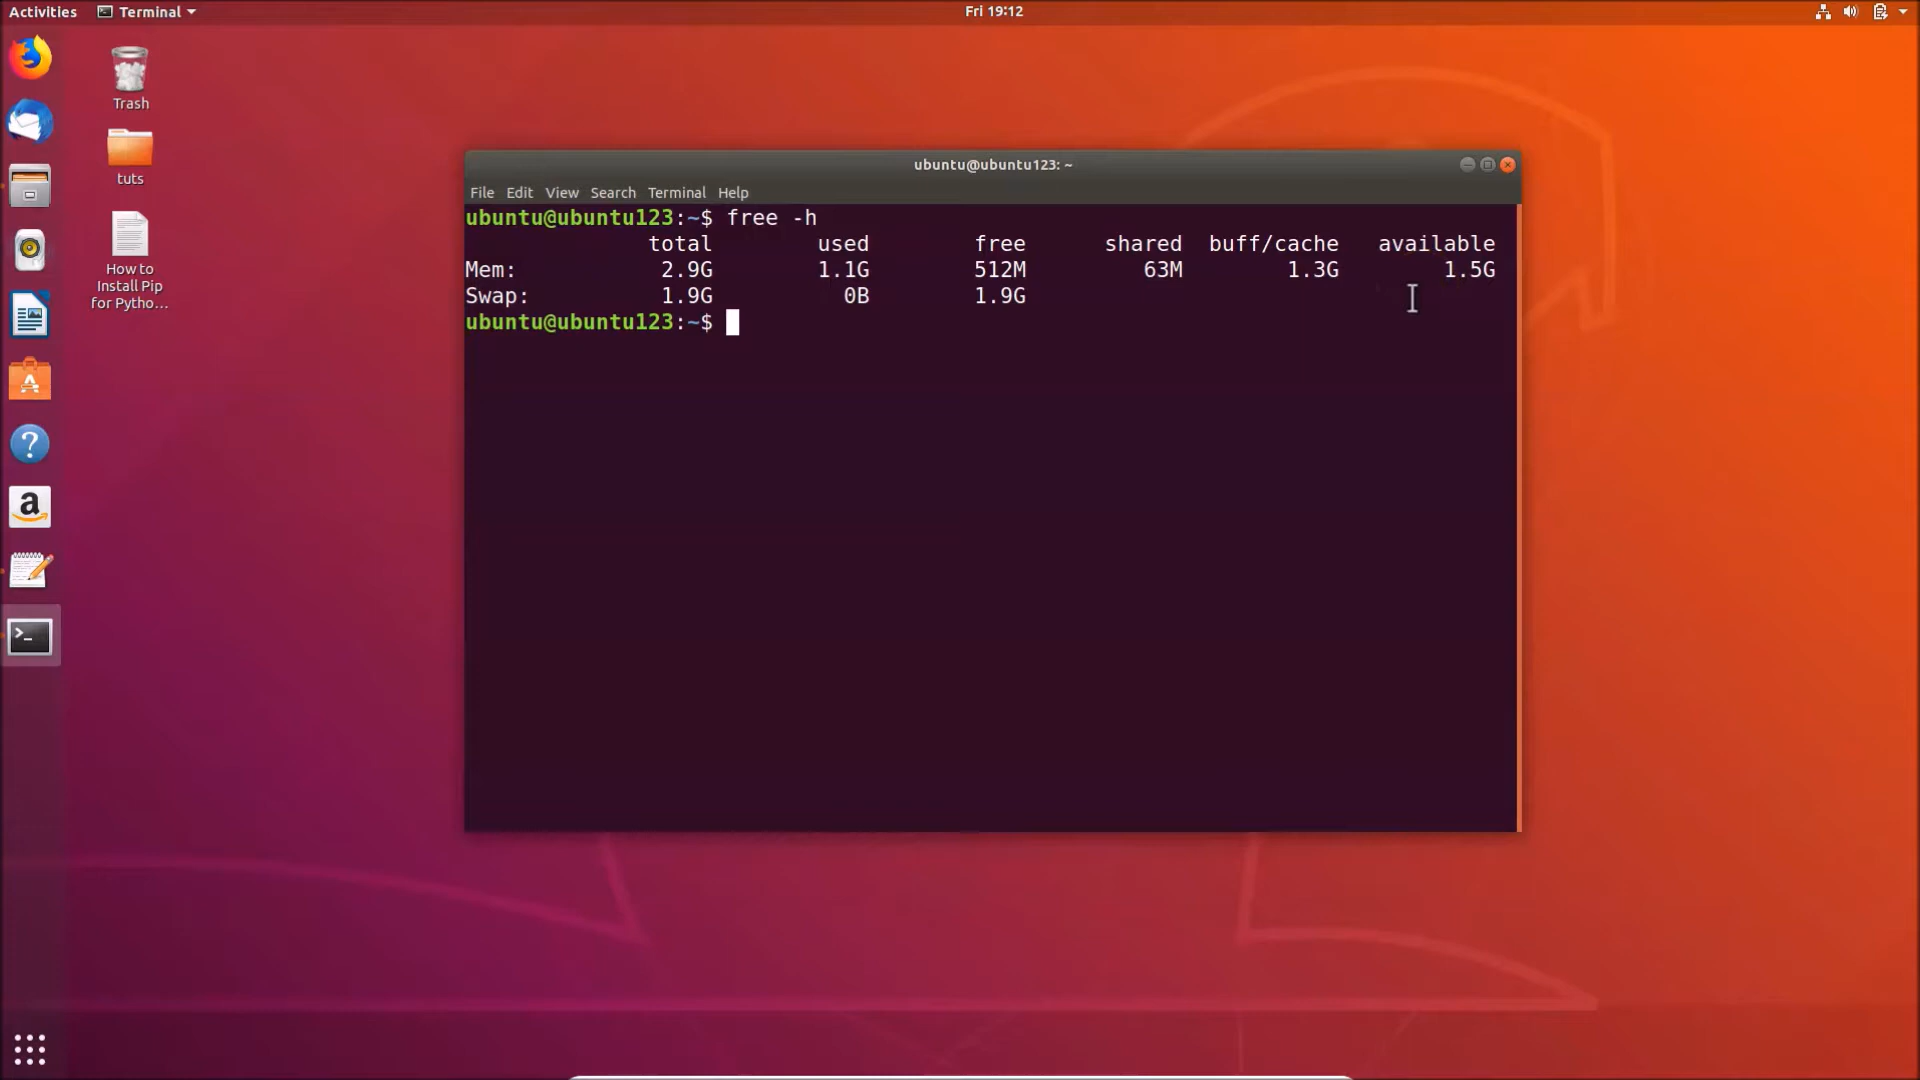 Activities Terminal Fri 19:12
Trash
tuts
How to
Install Pip
for Pytho...
ubuntu@ubuntu123: ~
File Edit View Search Terminal Help
ubuntu@ubuntu123:~$ free -h
total used free shared buff/cache available
Mem: 2.9G 1.1G 512M 63M 1.3G 1.5G
Swap: 1.9G 0B 1.9G
ubuntu@ubuntu123:~$